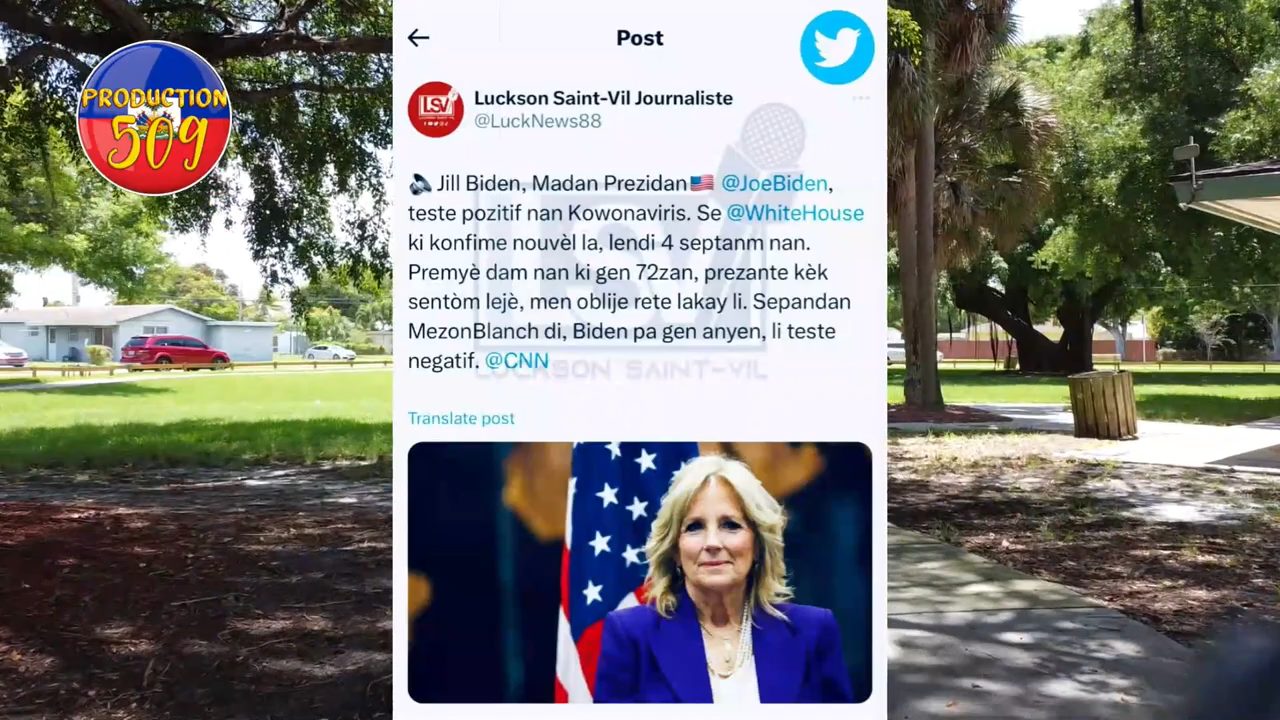 PRODUCTION
509
Post
LSV
Luckson Saint-Vil Journaliste
@LuckNews88
Jill Biden, Madan Prezidan @JoeBiden,
teste pozitif nan Kowonaviris. Se @WhiteHouse
ki konfime nouvèl la, lendi 4 septanm nan.
Premyè dam nan ki gen 72zan, prezante kèk
sentòm lejè, men oblije rete lakay li. Sepandan
MezonBlanch di, Biden pa gen anyen, li teste
negatif. @CNN
LUCKSON SAINT-VIL
Translate post